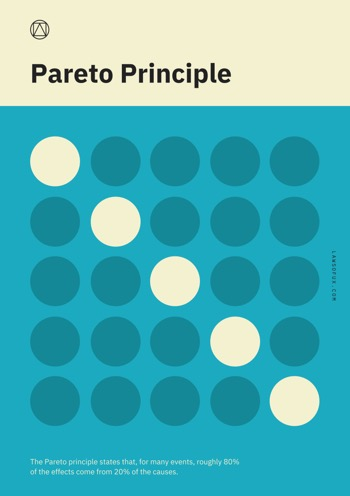 Pareto Principle
LAWSOFUX.COM
The Pareto principle states that, for many events, roughly 80%
of the effects come from 20% of the causes.